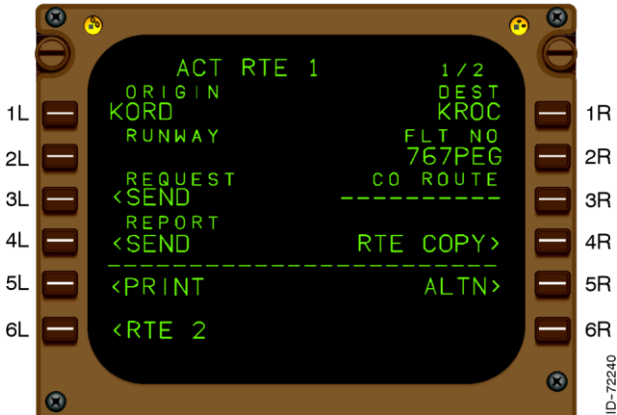 ACT RTE 1 1/2
ORIGIN DEST
1L KORD KROC 1R
RUNWAY FLT NO
2L 767PEG 2R
REQUEST CO ROUTE
3L <SEND ---------- 3R
REPORT
4L <SEND RTE COPY> 4R
------------------------
5L <PRINT ALTN> 5R
6L <RTE 2 6R
ID-72240